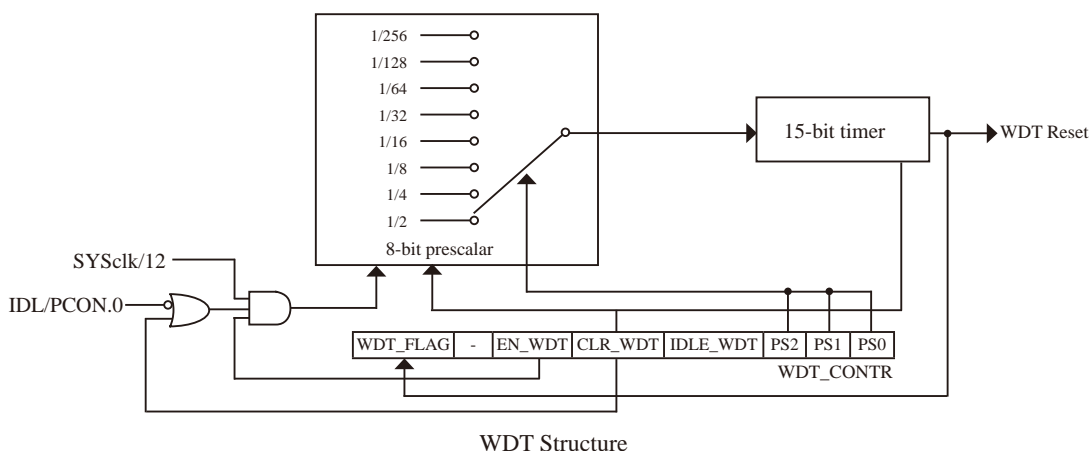 1/256
1/128
1/64
1/32
1/16
1/8
1/4
1/2
8-bit prescalar
15-bit timer
WDT Reset
SYSclk/12
IDL/PCON.0
WDT_FLAG - EN_WDT CLR_WDT IDLE_WDT PS2 PS1 PS0
WDT_CONTR
WDT Structure